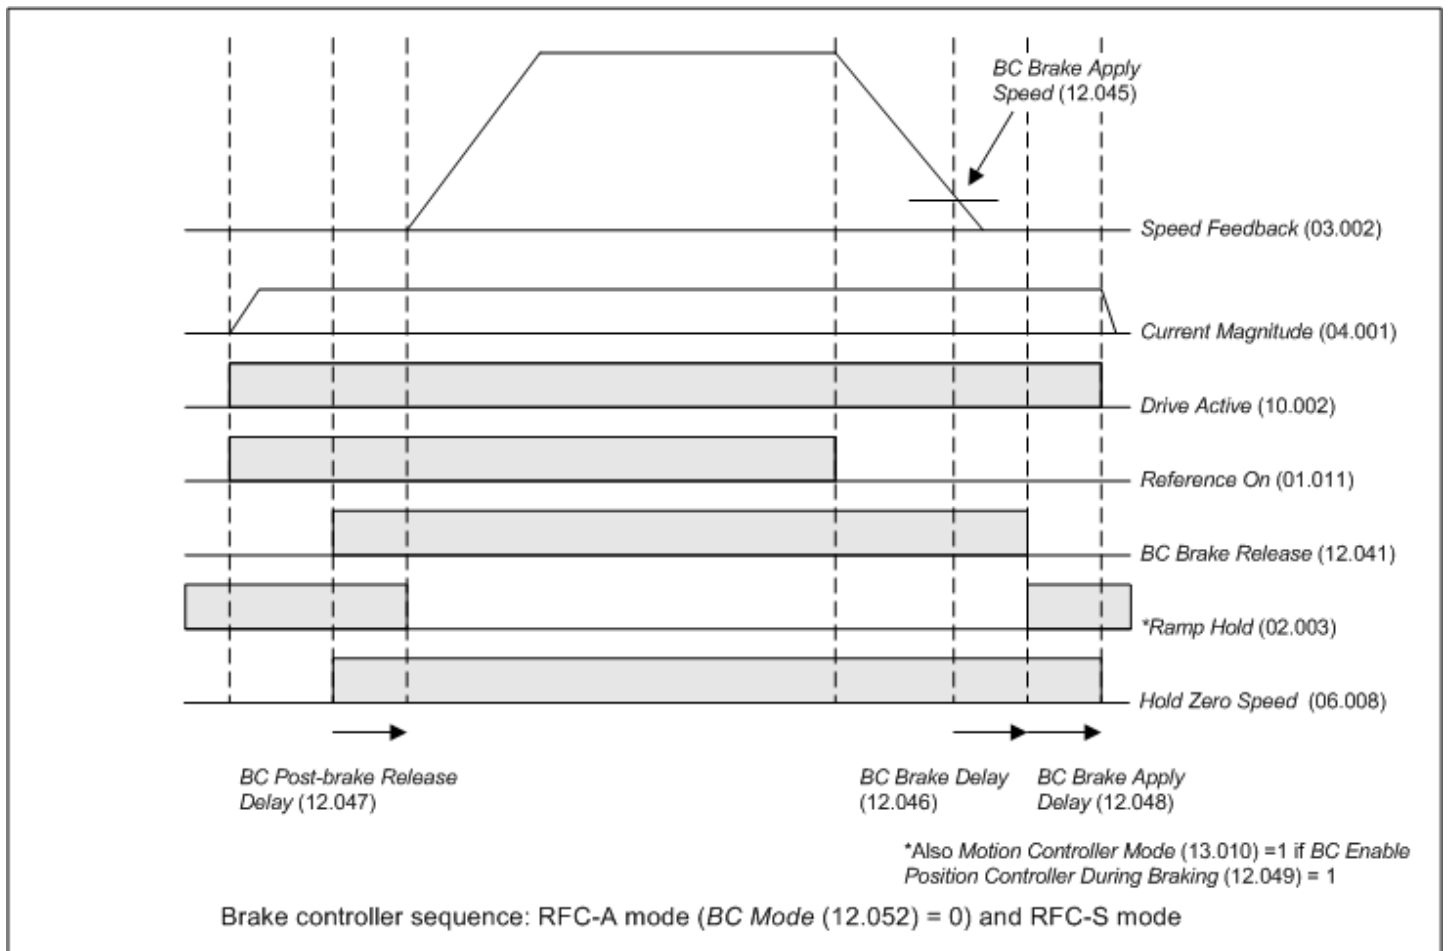 BC Brake Apply
Speed (12.045)
Speed Feedback (03.002)
Current Magnitude (04.001)
Drive Active (10.002)
Reference On (01.011)
BC Brake Release (12.041)
*Ramp Hold (02.003)
Hold Zero Speed (06.008)
BC Post-brake Release
Delay (12.047)
BC Brake Delay
(12.046)
BC Brake Apply
Delay (12.048)
*Also Motion Controller Mode (13.010) =1 if BC Enable
Position Controller During Braking (12.049) = 1
Brake controller sequence: RFC-A mode (BC Mode (12.052) = 0) and RFC-S mode